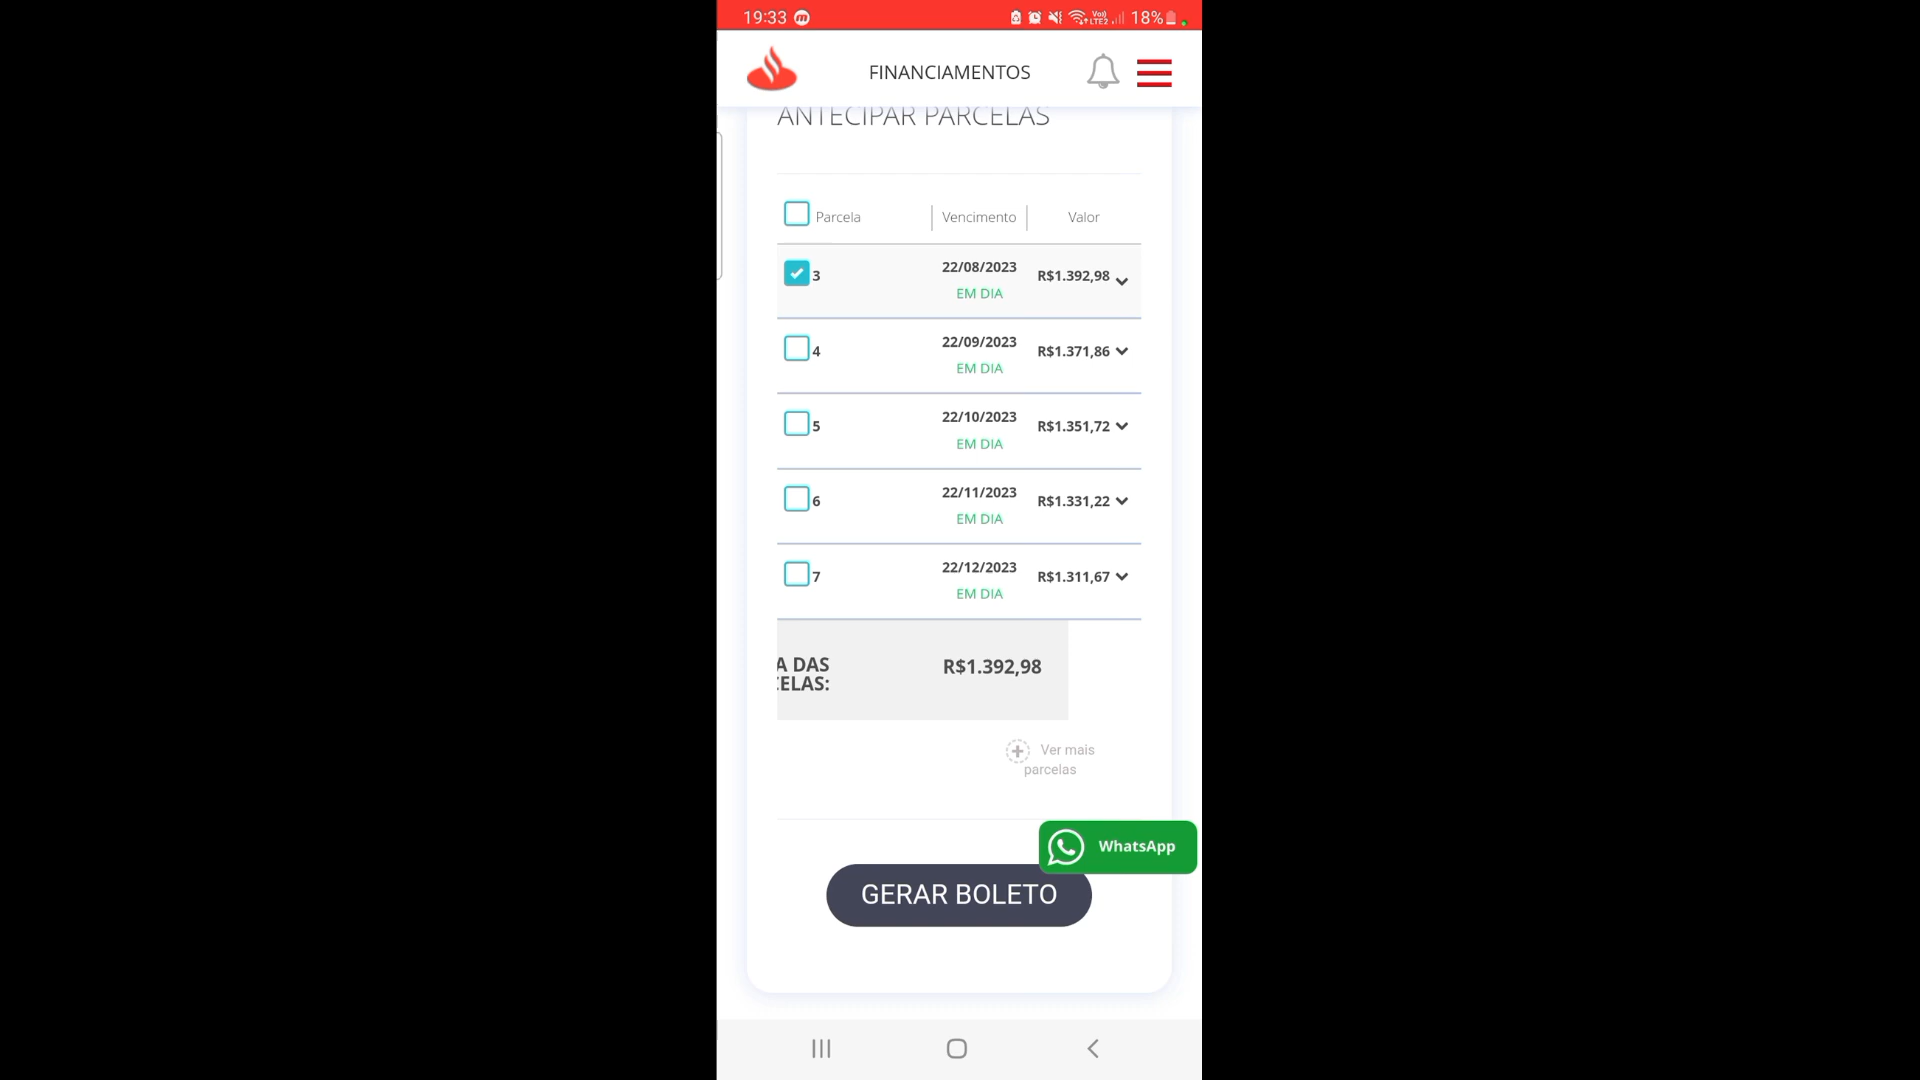 19:33
Vo)) LTE2 18%
FINANCIAMENTOS
ANTECIPAR PARCELAS
Parcela Vencimento Valor
3 22/08/2023 R$1.392,98
EM DIA
4 22/09/2023 R$1.371,86
EM DIA
5 22/10/2023 R$1.351,72
EM DIA
6 22/11/2023 R$1.331,22
EM DIA
7 22/12/2023 R$1.311,67
EM DIA
A DAS R$1.392,98
ELAS:
Ver mais
parcelas
WhatsApp
GERAR BOLETO